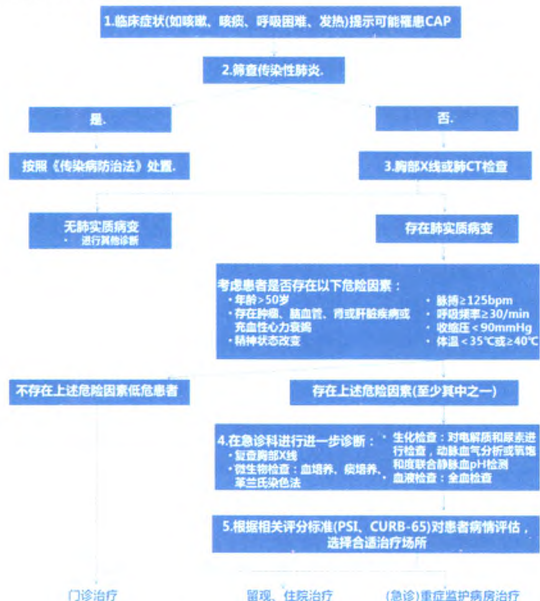 1.临床症状(如咳嗽、咳痰、呼吸困难、发热)提示可能罹患CAP
2.筛查传染性肺炎.
是.
否.
按照《传染病防治法》处置.
3.胸部X线或肺CT检查
无肺实质病变
• 进行其他诊断
存在肺实质病变
考虑患者是否存在以下危险因素：
• 年龄>50岁
• 存在肿瘤、脑血管、肾或肝脏疾病或
充血性心力衰竭
• 精神状态改变
• 脉搏≥125bpm
• 呼吸频率≥30/min
• 收缩压<90mmHg
• 体温<35℃或≥40℃
不存在上述危险因素低危患者
存在上述危险因素(至少其中之一)
4.在急诊科进行进一步诊断：
• 复查胸部X线
• 微生物检查：血培养、痰培养、
革兰氏染色法
• 生化检查：对电解质和尿素进
行检查，动脉血气分析或氧饱
和度联合静脉血pH检测
• 血液检查：全血检查
5.根据相关评分标准(PSI、CURB-65)对患者病情评估，
选择合适治疗场所
门诊治疗
留观、住院治疗
(急诊)重症监护病房治疗